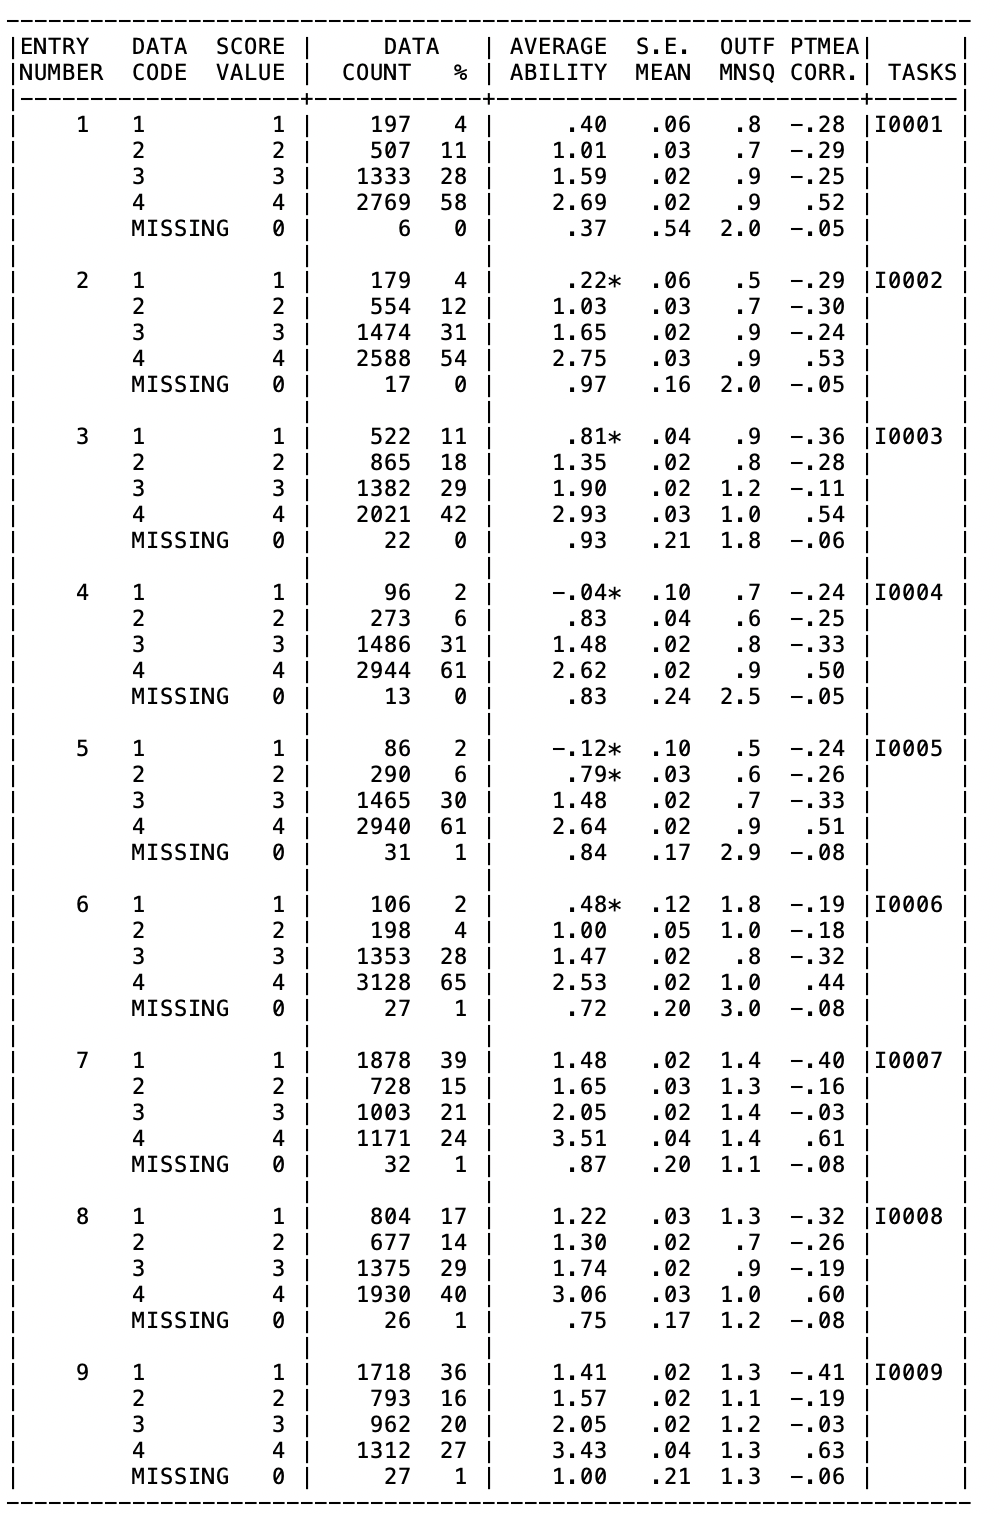 ---------------------------------------------------------------------
|ENTRY   DATA  SCORE |     DATA   | AVERAGE  S.E.  OUTF PTMEA|      |
|NUMBER  CODE  VALUE |  COUNT   % | ABILITY  MEAN  MNSQ CORR.| TASKS|
|--------------------+------------+--------------------------+------|
|    1   1         1 |    197   4 |     .40   .06   .8  -.28 |I0001 |
|        2         2 |    507  11 |    1.01   .03   .7  -.29 |      |
|        3         3 |   1333  28 |    1.59   .02   .9  -.25 |      |
|        4         4 |   2769  58 |    2.69   .02   .9   .52 |      |
|        MISSING   0 |      6   0 |     .37   .54  2.0  -.05 |      |
|                    |            |                          |      |
|    2   1         1 |    179   4 |     .22*  .06   .5  -.29 |I0002 |
|        2         2 |    554  12 |    1.03   .03   .7  -.30 |      |
|        3         3 |   1474  31 |    1.65   .02   .9  -.24 |      |
|        4         4 |   2588  54 |    2.75   .03   .9   .53 |      |
|        MISSING   0 |     17   0 |     .97   .16  2.0  -.05 |      |
|                    |            |                          |      |
|    3   1         1 |    522  11 |     .81*  .04   .9  -.36 |I0003 |
|        2         2 |    865  18 |    1.35   .02   .8  -.28 |      |
|        3         3 |   1382  29 |    1.90   .02  1.2  -.11 |      |
|        4         4 |   2021  42 |    2.93   .03  1.0   .54 |      |
|        MISSING   0 |     22   0 |     .93   .21  1.8  -.06 |      |
|                    |            |                          |      |
|    4   1         1 |     96   2 |    -.04*  .10   .7  -.24 |I0004 |
|        2         2 |    273   6 |     .83   .04   .6  -.25 |      |
|        3         3 |   1486  31 |    1.48   .02   .8  -.33 |      |
|        4         4 |   2944  61 |    2.62   .02   .9   .50 |      |
|        MISSING   0 |     13   0 |     .83   .24  2.5  -.05 |      |
|                    |            |                          |      |
|    5   1         1 |     86   2 |    -.12*  .10   .5  -.24 |I0005 |
|        2         2 |    290   6 |     .79*  .03   .6  -.26 |      |
|        3         3 |   1465  30 |    1.48   .02   .7  -.33 |      |
|        4         4 |   2940  61 |    2.64   .02   .9   .51 |      |
|        MISSING   0 |     31   1 |     .84   .17  2.9  -.08 |      |
|                    |            |                          |      |
|    6   1         1 |    106   2 |     .48*  .12  1.8  -.19 |I0006 |
|        2         2 |    198   4 |    1.00   .05  1.0  -.18 |      |
|        3         3 |   1353  28 |    1.47   .02   .8  -.32 |      |
|        4         4 |   3128  65 |    2.53   .02  1.0   .44 |      |
|        MISSING   0 |     27   1 |     .72   .20  3.0  -.08 |      |
|                    |            |                          |      |
|    7   1         1 |   1878  39 |    1.48   .02  1.4  -.40 |I0007 |
|        2         2 |    728  15 |    1.65   .03  1.3  -.16 |      |
|        3         3 |   1003  21 |    2.05   .02  1.4  -.03 |      |
|        4         4 |   1171  24 |    3.51   .04  1.4   .61 |      |
|        MISSING   0 |     32   1 |     .87   .20  1.1  -.08 |      |
|                    |            |                          |      |
|    8   1         1 |    804  17 |    1.22   .03  1.3  -.32 |I0008 |
|        2         2 |    677  14 |    1.30   .02   .7  -.26 |      |
|        3         3 |   1375  29 |    1.74   .02   .9  -.19 |      |
|        4         4 |   1930  40 |    3.06   .03  1.0   .60 |      |
|        MISSING   0 |     26   1 |     .75   .17  1.2  -.08 |      |
|                    |            |                          |      |
|    9   1         1 |   1718  36 |    1.41   .02  1.3  -.41 |I0009 |
|        2         2 |    793  16 |    1.57   .02  1.1  -.19 |      |
|        3         3 |    962  20 |    2.05   .02  1.2  -.03 |      |
|        4         4 |   1312  27 |    3.43   .04  1.3   .63 |      |
|        MISSING   0 |     27   1 |    1.00   .21  1.3  -.06 |      |
---------------------------------------------------------------------